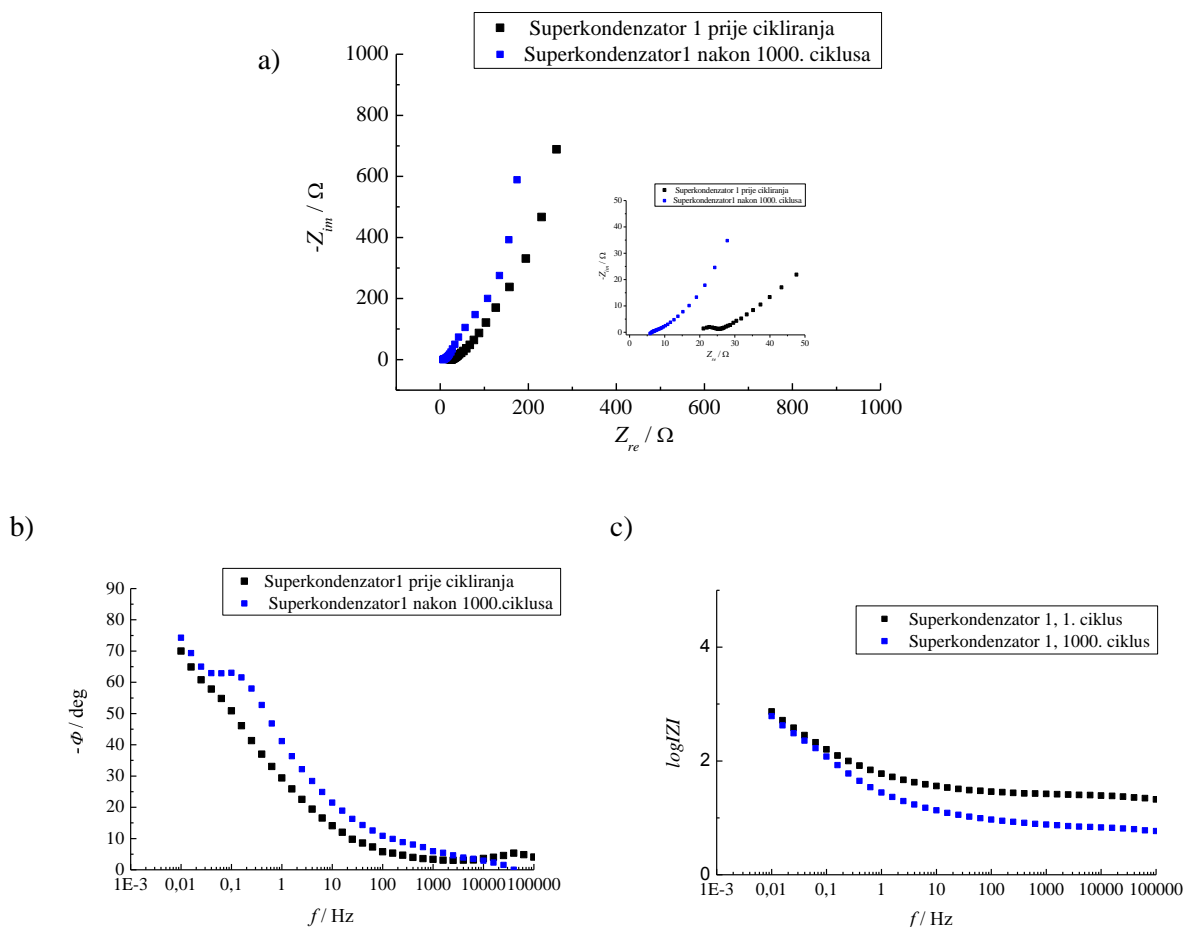 Superkondenzator 1 prije cikliranja
Superkondenzator1 nakon 1000. ciklusa
a)
1000
800
600
400
200
0
-Z_im / Ω
0 200 400 600 800 1000
Z_re / Ω
Superkondenzator 1 prije cikliranja
Superkondenzator1 nakon 1000. ciklusa
50
40
30
20
10
0
-Z_im / Ω
0 10 20 30 40 50
Z_re / Ω
b)
Superkondenzator1 prije cikliranja
Superkondenzator1 nakon 1000.ciklusa
90
80
70
60
50
40
30
20
10
0
-Φ / deg
1E-3 0,01 0,1 1 10 100 1000 10000 100000
f / Hz
c)
Superkondenzator 1, 1. ciklus
Superkondenzator 1, 1000. ciklus
4
2
0
logIZI
1E-3 0,01 0,1 1 10 100 1000 10000 100000
f / Hz